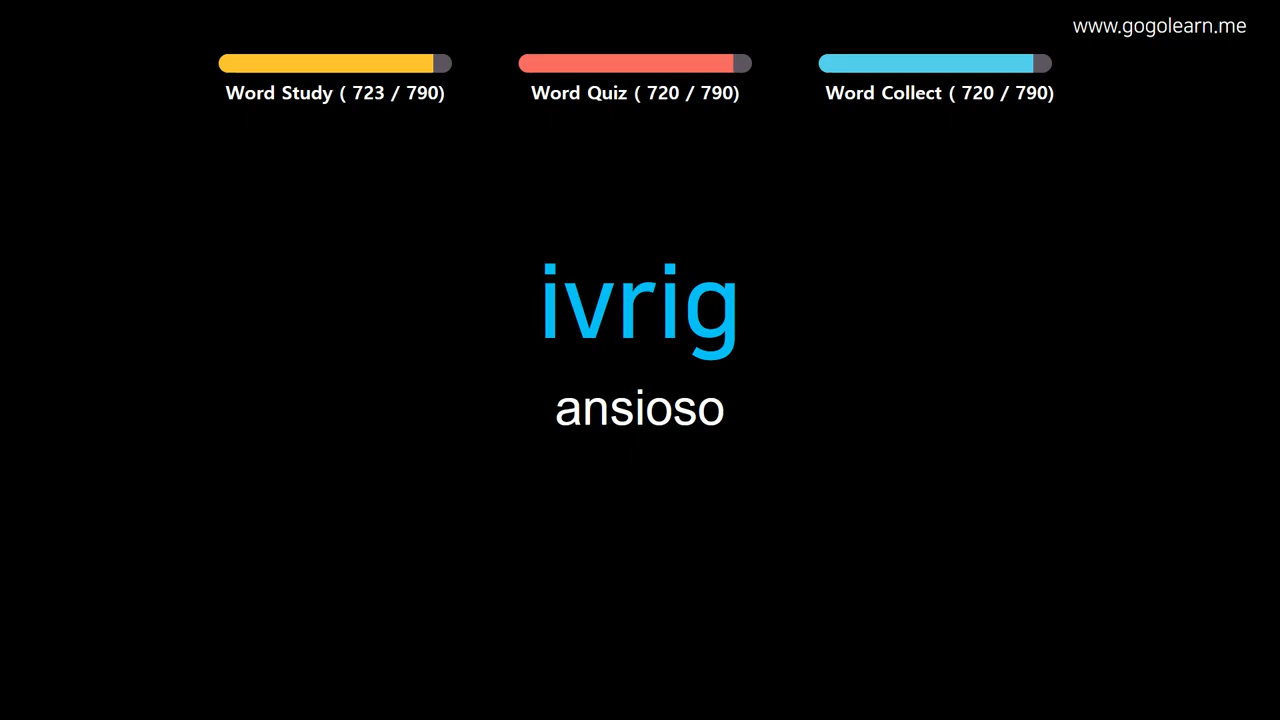 www.gogolearn.me
Word Study ( 723 / 790)
Word Quiz ( 720 / 790)
Word Collect ( 720 / 790)
ivrig
ansioso